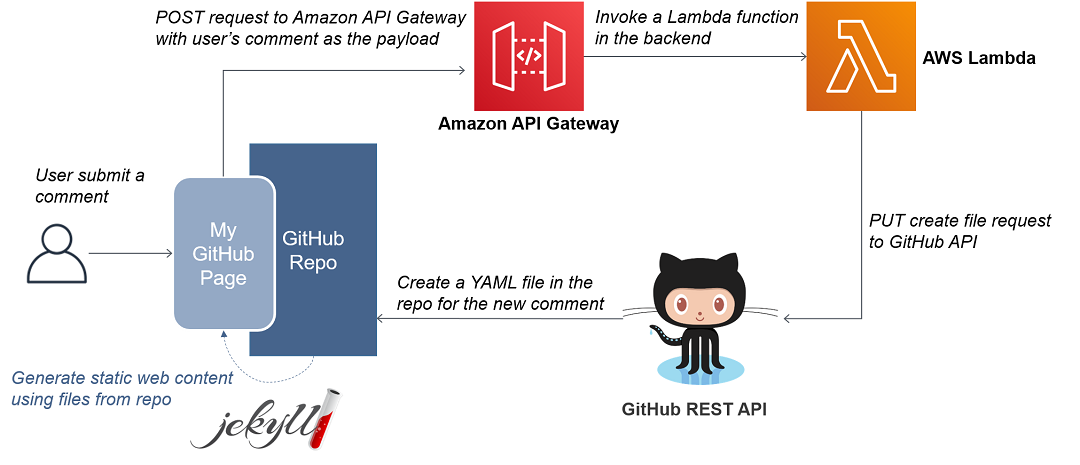 POST request to Amazon API Gateway
with user's comment as the payload
Invoke a Lambda function
in the backend
</>
AWS Lambda
Amazon API Gateway
User submit a
comment
My
GitHub
Page
GitHub
Repo
PUT create file request
to GitHub API
Create a YAML file in the
repo for the new comment
Generate static web content
using files from repo
jekyll
GitHub REST API